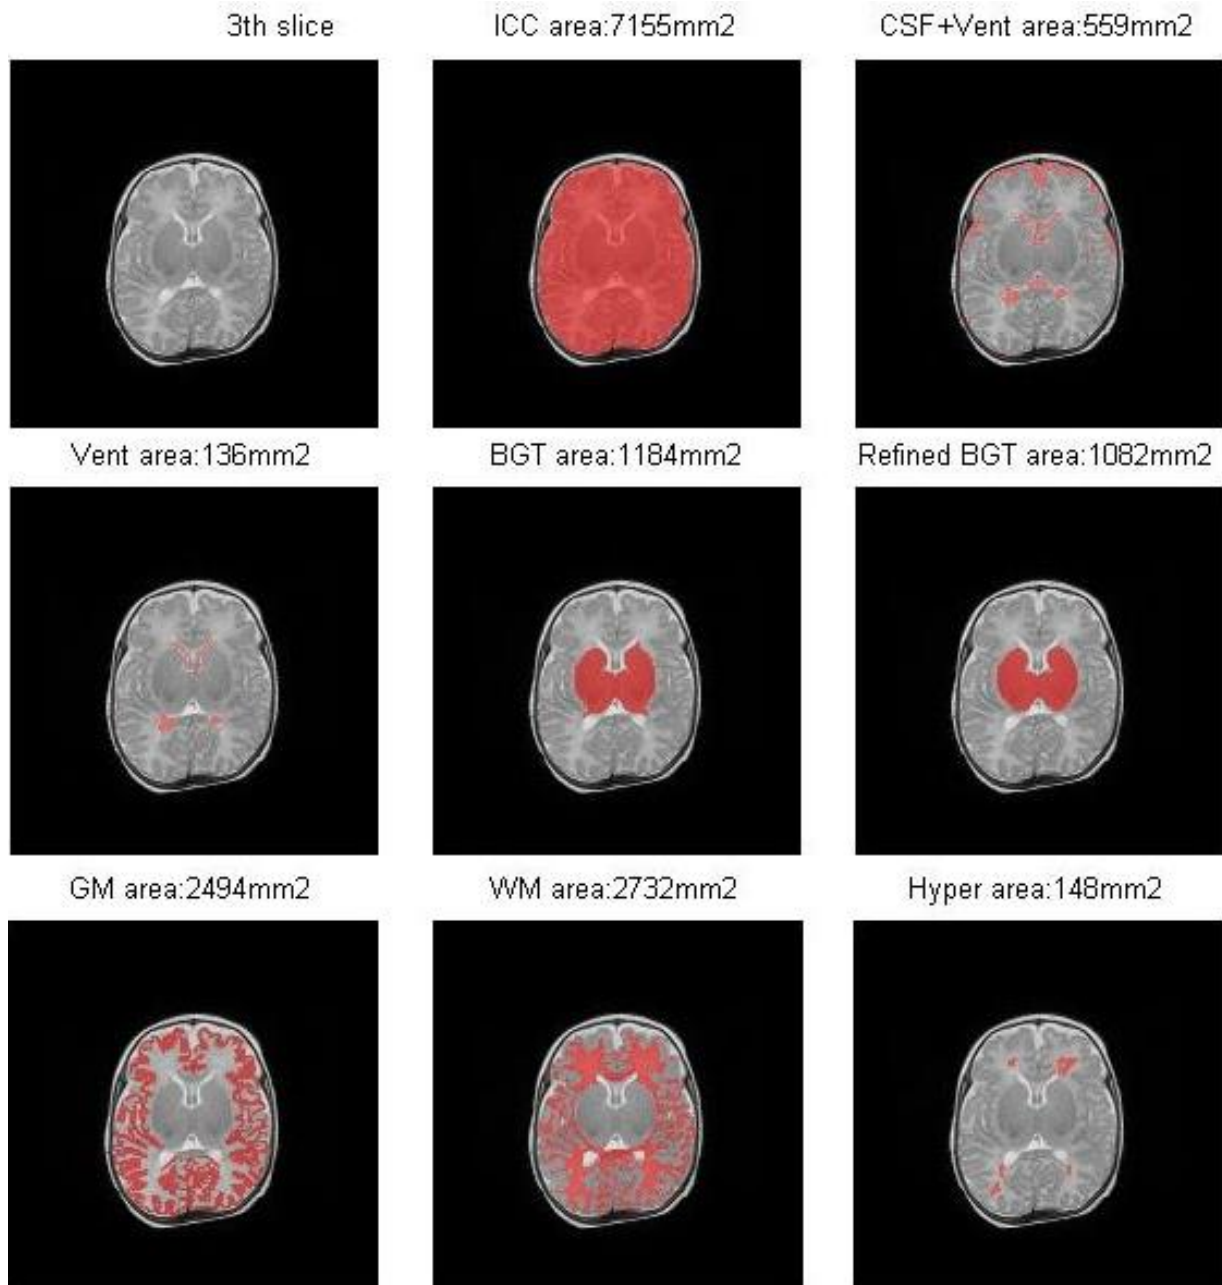 3th slice
ICC area:7155mm2
CSF+Vent area:559mm2
Vent area:136mm2
BGT area:1184mm2
Refined BGT area:1082mm2
GM area:2494mm2
WM area:2732mm2
Hyper area:148mm2